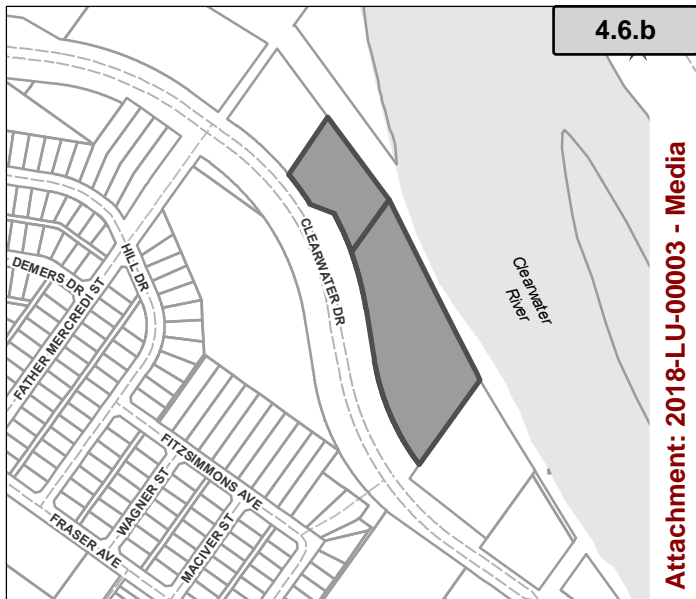 4.6.b
CLEARWATER DR
HILL DR
DEMERS DR
FATHER MERCREDI ST
Clearwater
River
FITZSIMMONS AVE
WAGNER ST
MACIVER ST
FRASER AVE
Attachment: 2018-LU-00003 - Media